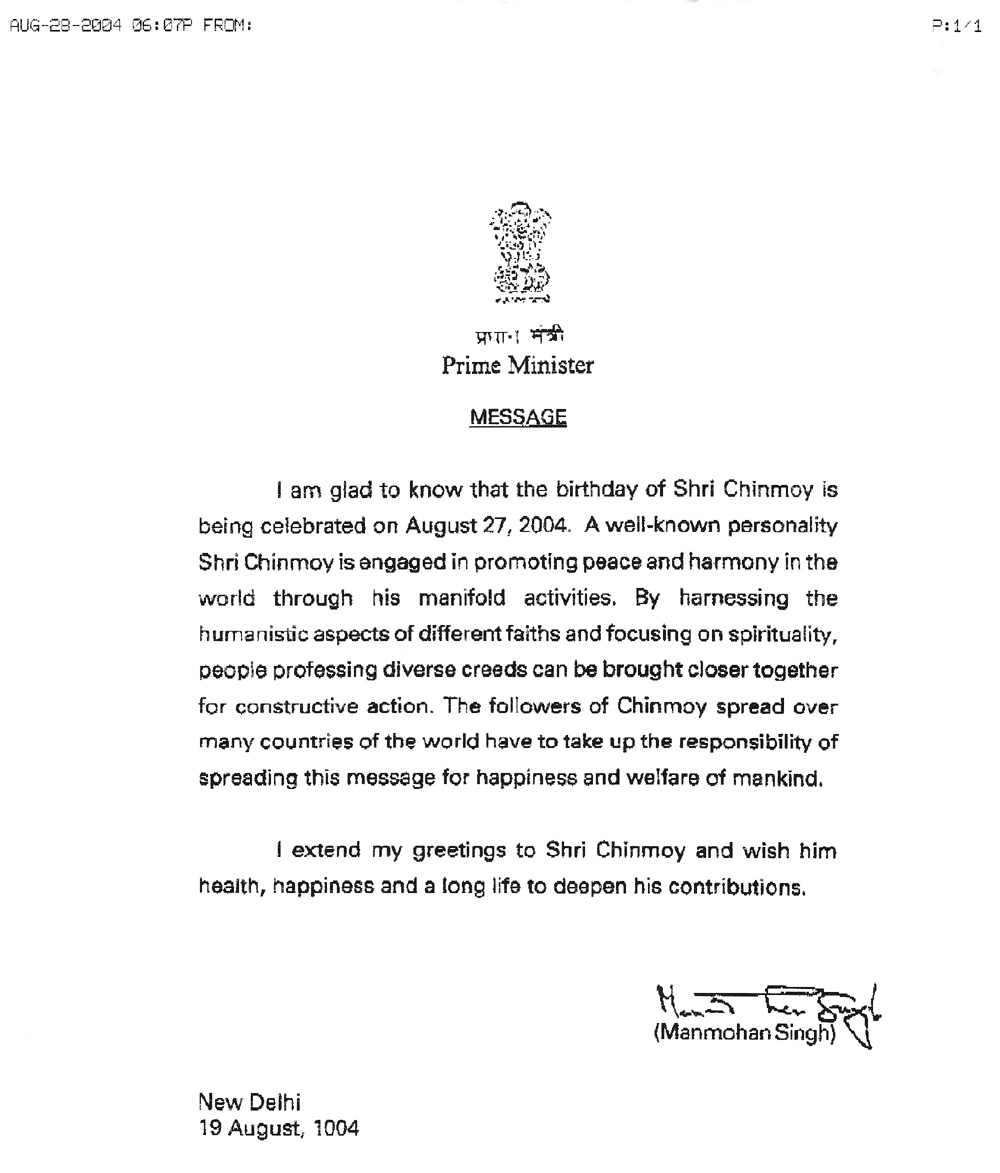 AUG-28-2004 06:07P FROM:
P:1/1
प्रधान मंत्री
Prime Minister
MESSAGE
I am glad to know that the birthday of Shri Chinmoy is
being celebrated on August 27, 2004. A well-known personality
Shri Chinmoy is engaged in promoting peace and harmony in the
world through his manifold activities. By harnessing the
humanistic aspects of different faiths and focusing on spirituality,
people professing diverse creeds can be brought closer together
for constructive action. The followers of Chinmoy spread over
many countries of the world have to take up the responsibility of
spreading this message for happiness and welfare of mankind.
I extend my greetings to Shri Chinmoy and wish him
health, happiness and a long life to deepen his contributions.
(Manmohan Singh)
New Delhi
19 August, 1004